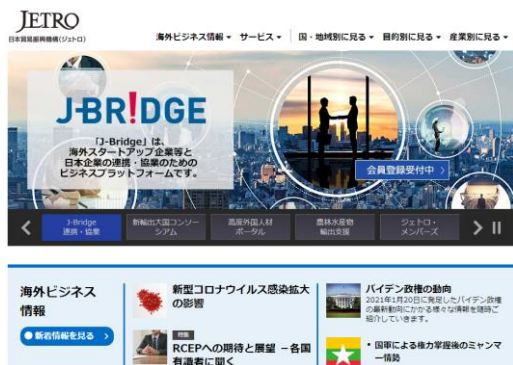 JETRO
日本貿易振興機構(ジェトロ)
海外ビジネス情報 サービス 国・地域別に見る 目的別に見る 産業別に見る
J-BR!DGE
「J-Bridge」は、
海外スタートアップ企業等と
日本企業の連携・協業のための
ビジネスプラットフォームです。
会員登録受付中
J-Bridge
連携・協業
新輸出大国コンソー
シアム
高度外国人材
ポータル
農林水産物
輸出支援
ジェトロ・
メンバーズ
海外ビジネス
情報
新着情報を見る
新型コロナウイルス感染拡大
の影響
特集
RCEPへの期待と展望 －各国
有識者に聞く
バイデン政権の動向
2021年1月20日に発足したバイデン政権
の最新動向にかかる様々な情報を随時ご
紹介していきます。
・国軍による権力掌握後のミャンマ
ー情勢